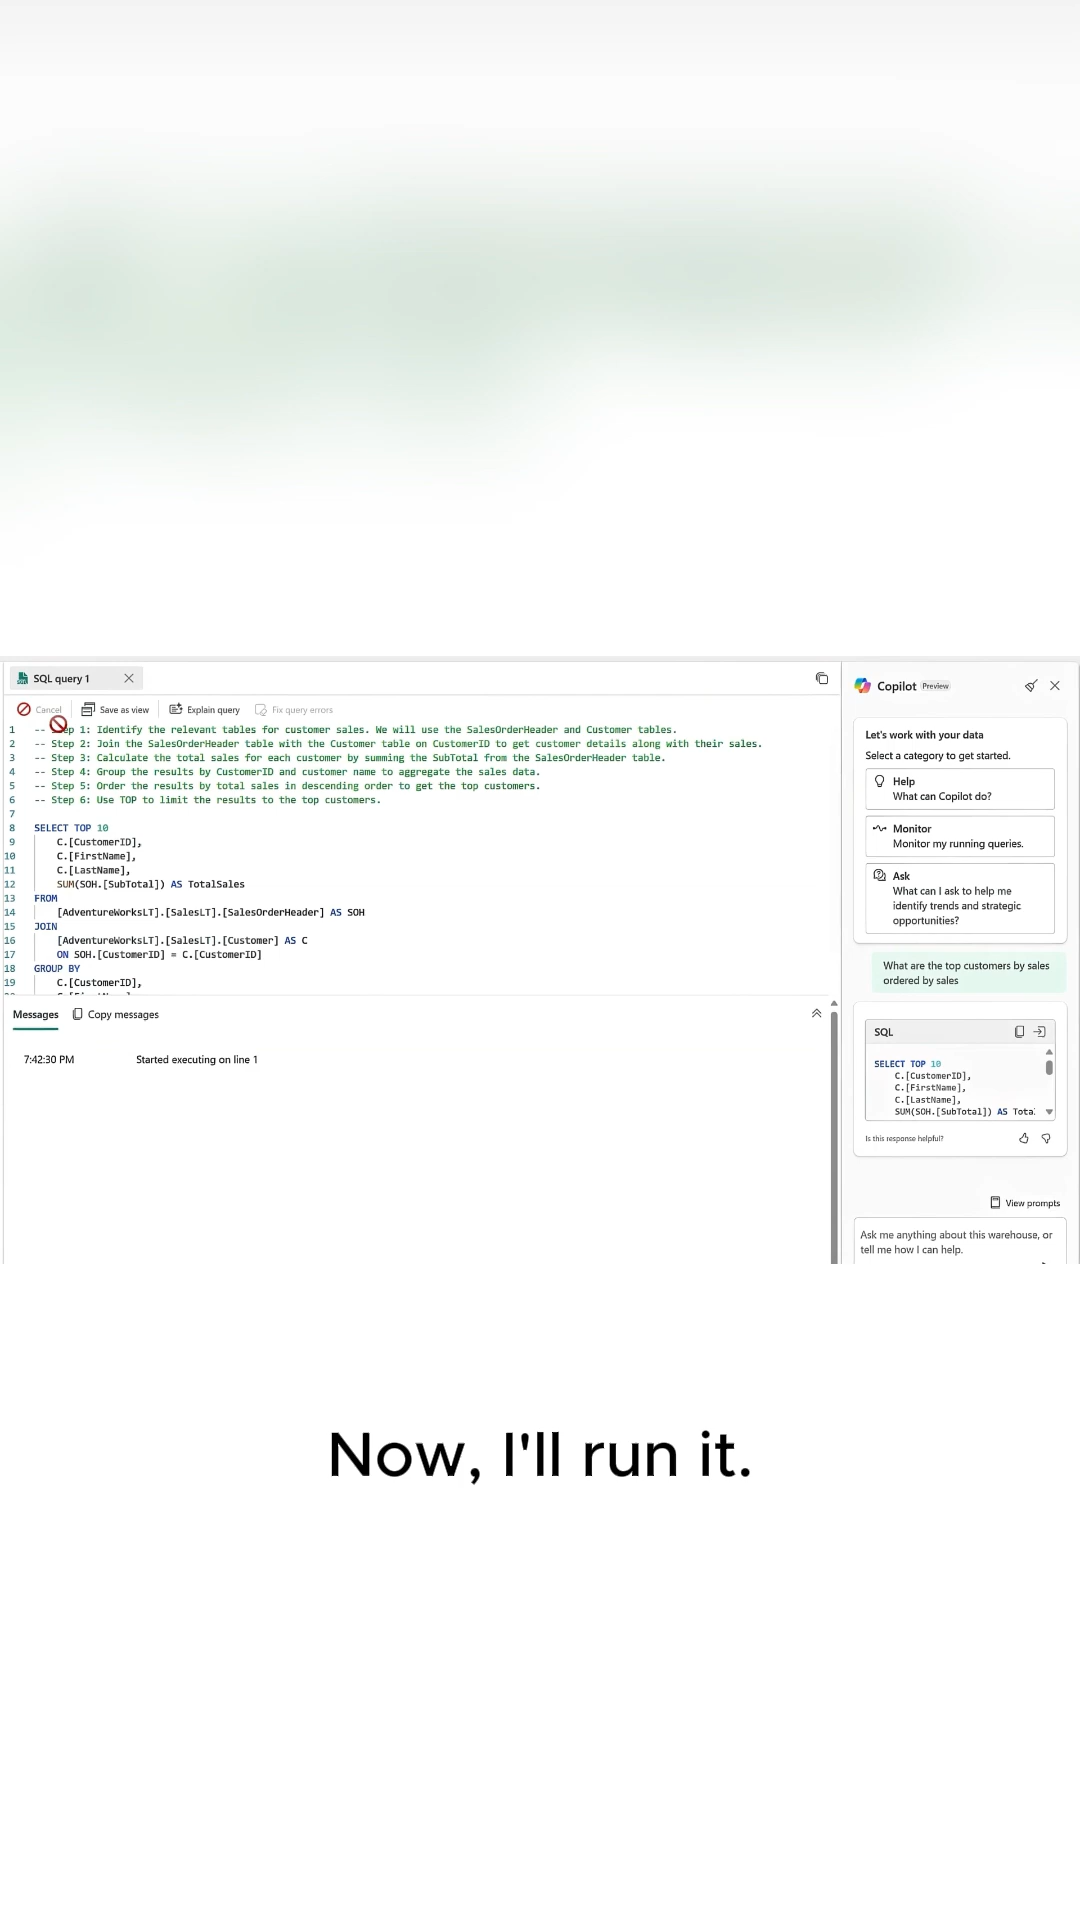 SQL query 1
Cancel
Save as view
Explain query
Fix query errors
1 -- Step 1: Identify the relevant tables for customer sales. We will use the SalesOrderHeader and Customer tables.
2 -- Step 2: Join the SalesOrderHeader table with the Customer table on CustomerID to get customer details along with their sales.
3 -- Step 3: Calculate the total sales for each customer by summing the SubTotal from the SalesOrderHeader table.
4 -- Step 4: Group the results by CustomerID and customer name to aggregate the sales data.
5 -- Step 5: Order the results by total sales in descending order to get the top customers.
6 -- Step 6: Use TOP to limit the results to the top customers.
7
8 SELECT TOP 10
9 C.[CustomerID],
10 C.[FirstName],
11 C.[LastName],
12 SUM(SOH.[SubTotal]) AS TotalSales
13 FROM
14 [AdventureWorksLT].[SalesLT].[SalesOrderHeader] AS SOH
15 JOIN
16 [AdventureWorksLT].[SalesLT].[Customer] AS C
17 ON SOH.[CustomerID] = C.[CustomerID]
18 GROUP BY
19 C.[CustomerID],
Messages
Copy messages
7:42:30 PM Started executing on line 1
Copilot Preview
Let's work with your data
Select a category to get started.
Help
What can Copilot do?
Monitor
Monitor my running queries.
Ask
What can I ask to help me
identify trends and strategic
opportunities?
What are the top customers by sales
ordered by sales
SQL
SELECT TOP 10
C.[CustomerID],
C.[FirstName],
C.[LastName],
SUM(SOH.[SubTotal]) AS Total
Is this response helpful?
View prompts
Ask me anything about this warehouse, or
tell me how I can help.
Now, I'll run it.